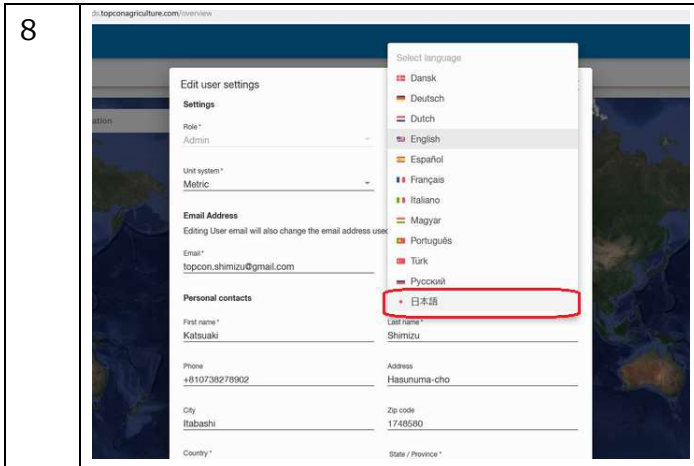 8
ds.topconagriculture.com/overview
Select language
Dansk
Deutsch
Dutch
English
Español
Français
Italiano
Magyar
Português
Türk
Русский
日本語
Edit user settings
Settings
Role *
Admin
Unit system *
Metric
Email Address
Editing User email will also change the email address
Email *
topcon.shimizu@gmail.com
Personal contacts
First name *
Last name *
Katsuaki
Shimizu
Phone
Address
+810738278902
Hasunuma-cho
City
Zip code
Itabashi
1748580
Country *
State / Province *